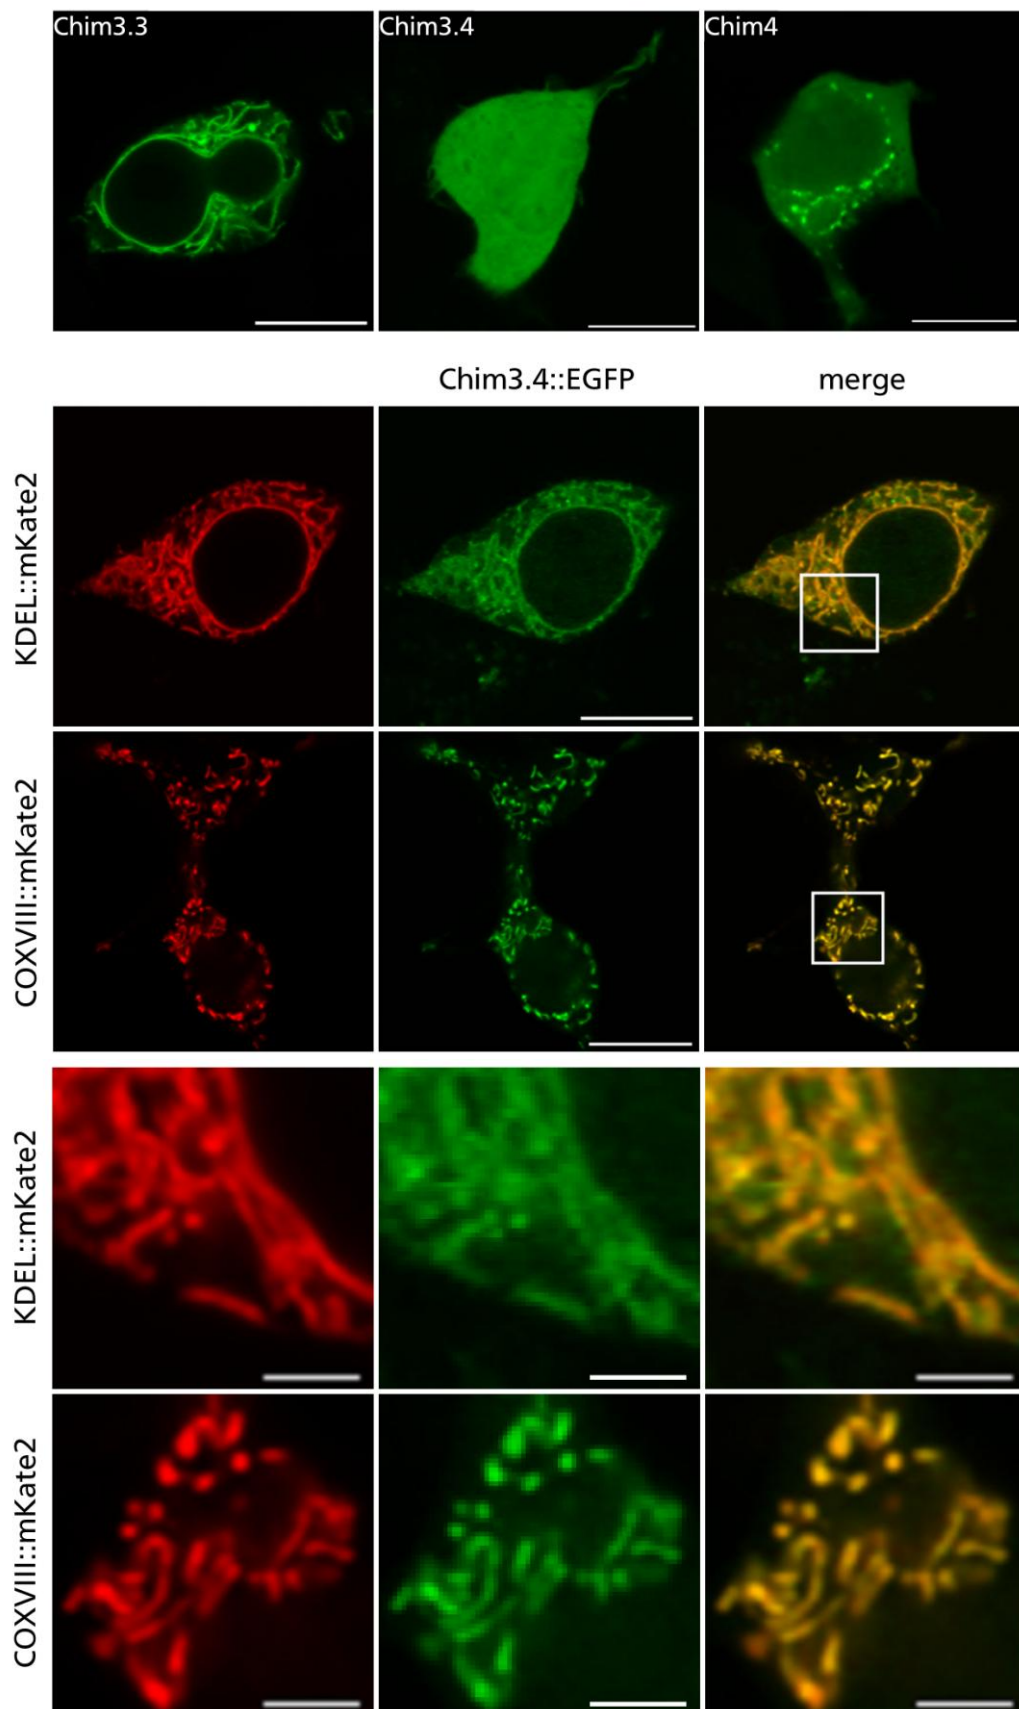 Chim3.3
Chim3.4
Chim4
Chim3.4::EGFP
merge
KDEL::mKate2
COXVIII::mKate2
KDEL::mKate2
COXVIII::mKate2